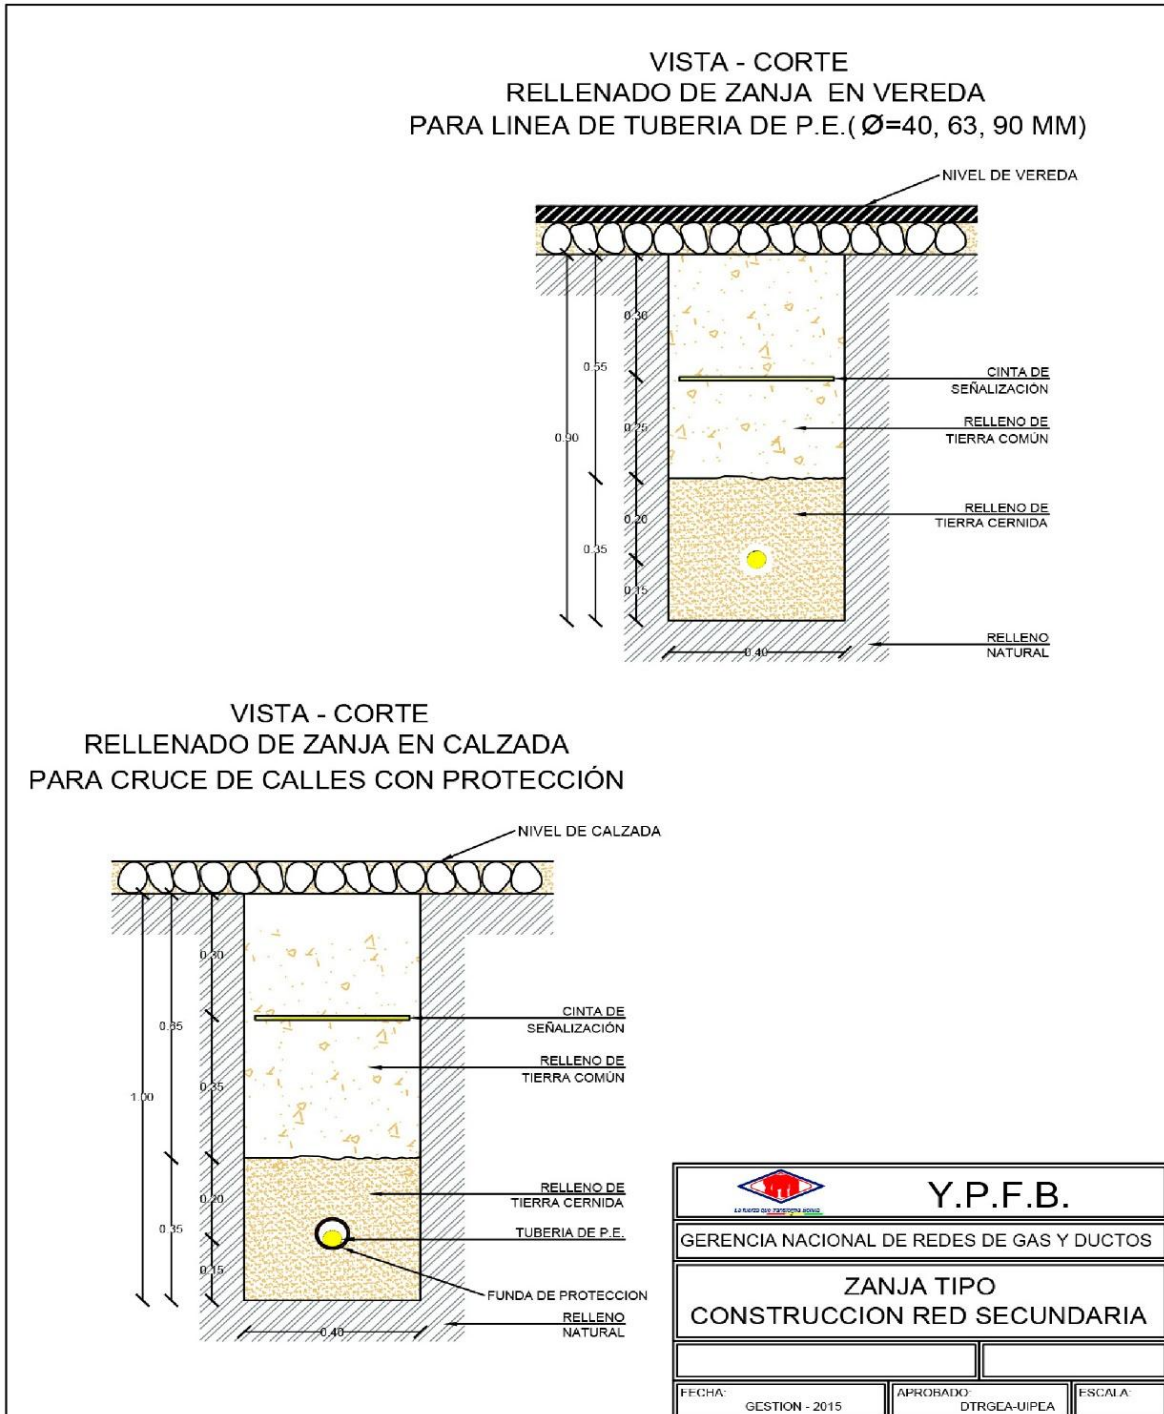 VISTA - CORTE
RELLENADO DE ZANJA EN VEREDA
PARA LINEA DE TUBERIA DE P.E.( Ø=40, 63, 90 MM)
NIVEL DE VEREDA
0.30
0.55
CINTA DE
SEÑALIZACIÓN
0.90
0.25
RELLENO DE
TIERRA COMÚN
0.20
RELLENO DE
TIERRA CERNIDA
0.35
0.15
RELLENO
NATURAL
0.40
VISTA - CORTE
RELLENADO DE ZANJA EN CALZADA
PARA CRUCE DE CALLES CON PROTECCIÓN
NIVEL DE CALZADA
0.30
CINTA DE
SEÑALIZACIÓN
RELLENO DE
TIERRA COMÚN
0.35
1.00
RELLENO DE
TIERRA CERNIDA
0.20
0.35
TUBERIA DE P.E.
0.15
FUNDA DE PROTECCION
RELLENO
NATURAL
0.40
Y.P.F.B.
GERENCIA NACIONAL DE REDES DE GAS Y DUCTOS
ZANJA TIPO
CONSTRUCCION RED SECUNDARIA
FECHA:
GESTION - 2015
APROBADO:
DTRGEA-UIPEA
ESCALA: